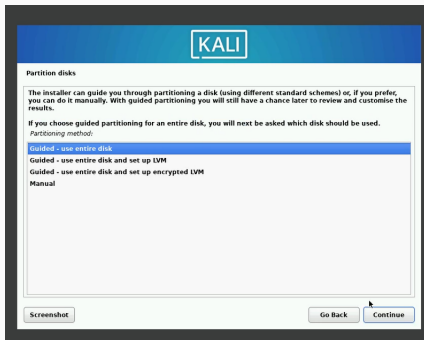 KALI
Partition disks
The installer can guide you through partitioning a disk (using different standard schemes) or, if you prefer,
you can do it manually. With guided partitioning you will still have a chance later to review and customise the
results.
If you choose guided partitioning for an entire disk, you will next be asked which disk should be used.
Partitioning method:
Guided - use entire disk
Guided - use entire disk and set up LVM
Guided - use entire disk and set up encrypted LVM
Manual
Screenshot
Go Back
Continue